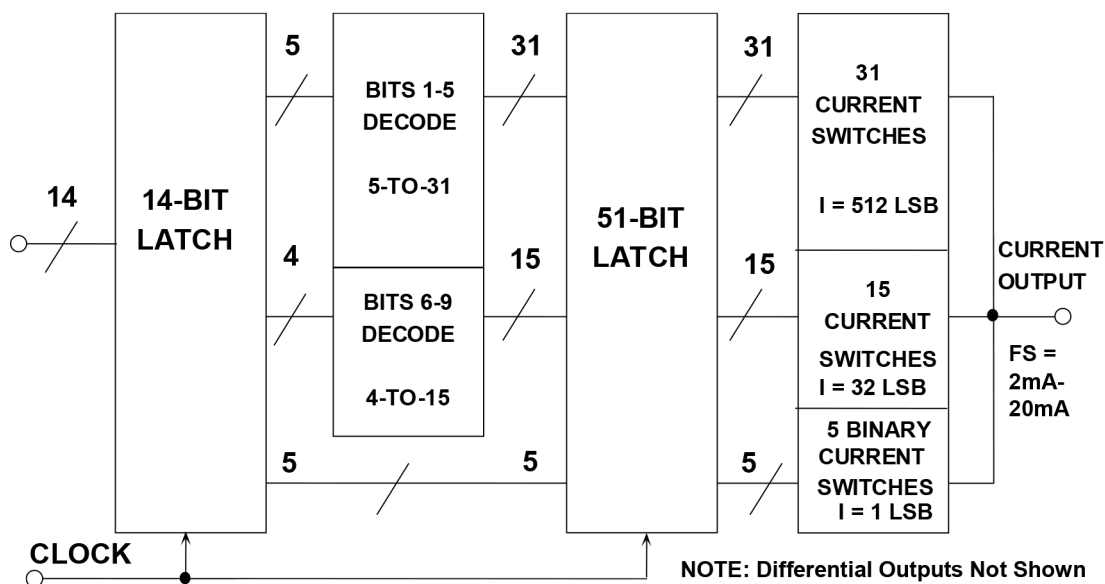 5
31
31
BITS 1-5
DECODE
5-TO-31
31
CURRENT
SWITCHES
I = 512 LSB
14
14-BIT
LATCH
51-BIT
LATCH
4
15
15
BITS 6-9
DECODE
4-TO-15
15
CURRENT
SWITCHES
I = 32 LSB
CURRENT
OUTPUT
FS =
2mA-
20mA
5
5
5
5 BINARY
CURRENT
SWITCHES
I = 1 LSB
CLOCK
NOTE: Differential Outputs Not Shown